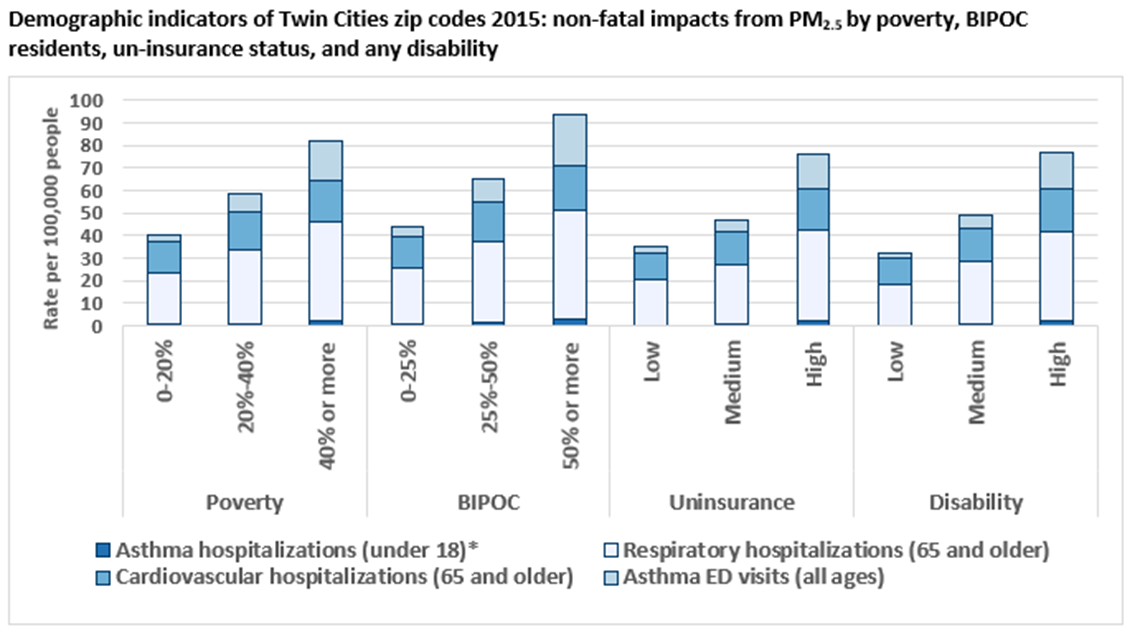 Demographic indicators of Twin Cities zip codes 2015: non-fatal impacts from PM2.5 by poverty, BIPOC
residents, un-insurance status, and any disability
Rate per 100,000 people
100
90
80
70
60
50
40
30
20
10
0
0-20%
20%-40%
40% or more
0-25%
25%-50%
50% or more
Low
Medium
High
Low
Medium
High
Poverty
BIPOC
Uninsurance
Disability
Asthma hospitalizations (under 18)*
Respiratory hospitalizations (65 and older)
Cardiovascular hospitalizations (65 and older)
Asthma ED visits (all ages)